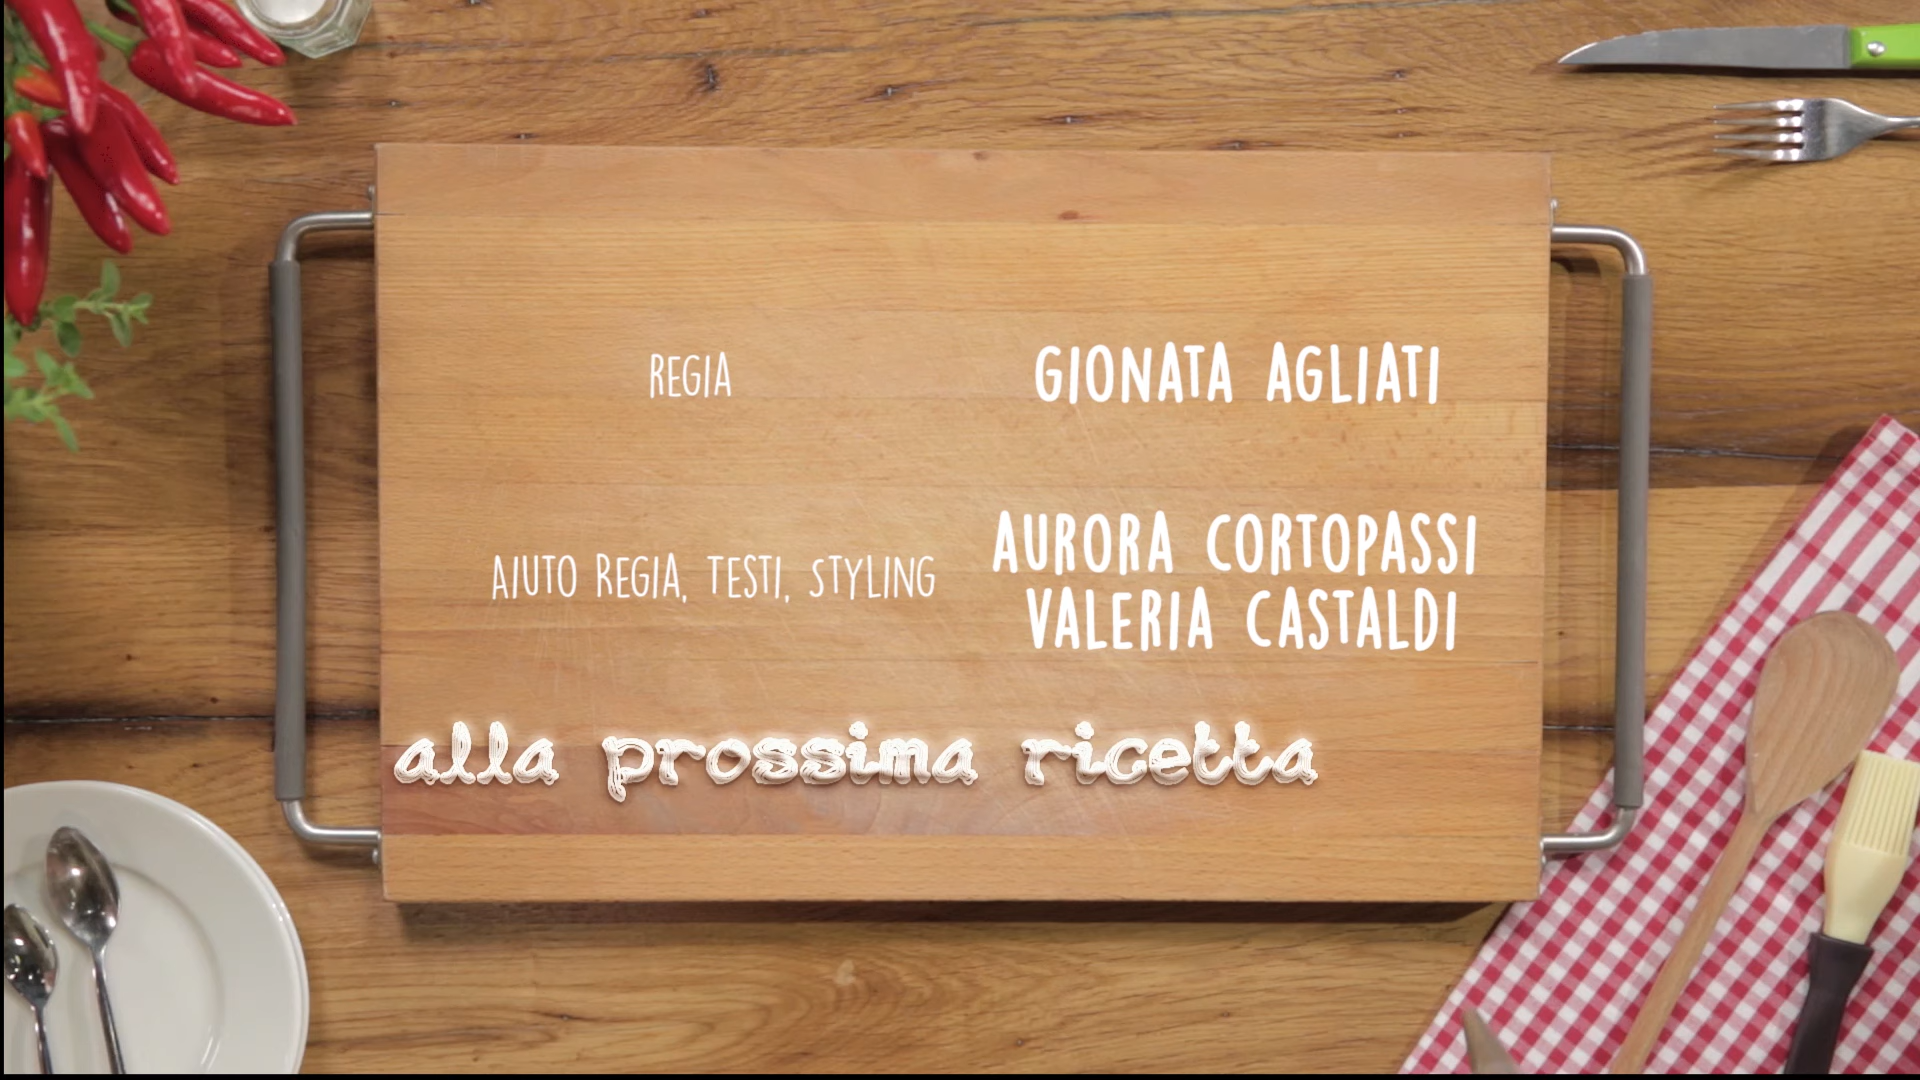 REGIA
GIONATA AGLIATI
AIUTO REGIA, TESTI, STYLING
AURORA CORTOPASSI
VALERIA CASTALDI
alla prossima ricetta